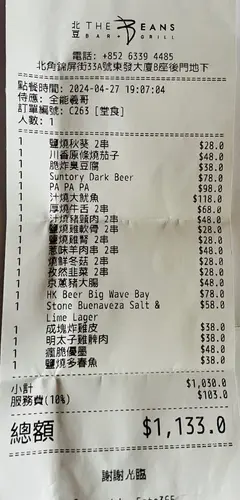 北豆 THE BEANS
BAR + GRILL
電話: +852 6339 4485
北角錦屏街33A號東發大廈B座後門地下
點餐時間: 2024-04-27 19:07:04
侍應: 全能義哥
訂單編號: C263 [堂食]
人數: 1
1 鹽燒秋葵 2串 $28.0
1 川香原條燒茄子 $48.0
1 脆炸臭豆腐 $38.0
1 Suntory Dark Beer $78.0
1 PA PA PA $98.0
1 汁燒大魷魚 $118.0
1 厚燒牛舌 2串 $68.0
1 汁燒豬頸肉 2串 $48.0
1 鹽燒雞軟骨 2串 $28.0
1 鹽燒雞腎 2串 $28.0
1 惹味羊肉串 2串 $48.0
1 燒鮮冬菇 2串 $28.0
1 孜然韭菜 2串 $28.0
1 京蔥豬大腸 $48.0
1 HK Beer Big Wave Bay $78.0
1 Stone Buenaveza Salt & $58.0
Lime Lager
1 成塊炸雞皮 $38.0
1 明太子雞髀肉 $38.0
1 瘋脆優墨 $48.0
1 鹽燒多春魚 $38.0
小計 $1,030.0
服務費(10%) $103.0
總額 $1,133.0
謝謝光臨